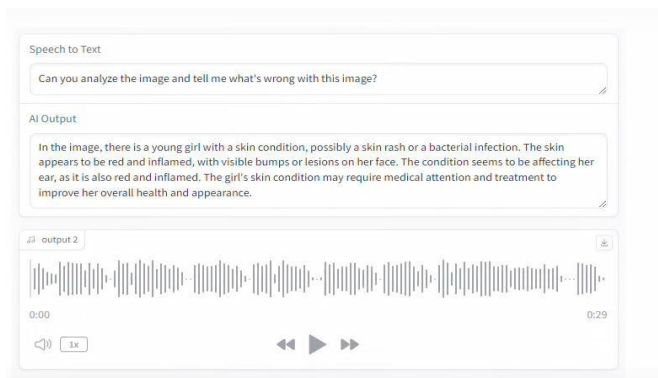 Speech to Text
Can you analyze the image and tell me what's wrong with this image?
AI Output
In the image, there is a young girl with a skin condition, possibly a skin rash or a bacterial infection. The skin
appears to be red and inflamed, with visible bumps or lesions on her face. The condition seems to be affecting her
ear, as it is also red and inflamed. The girl's skin condition may require medical attention and treatment to
improve her overall health and appearance.
output 2
0:00 0:29
1x